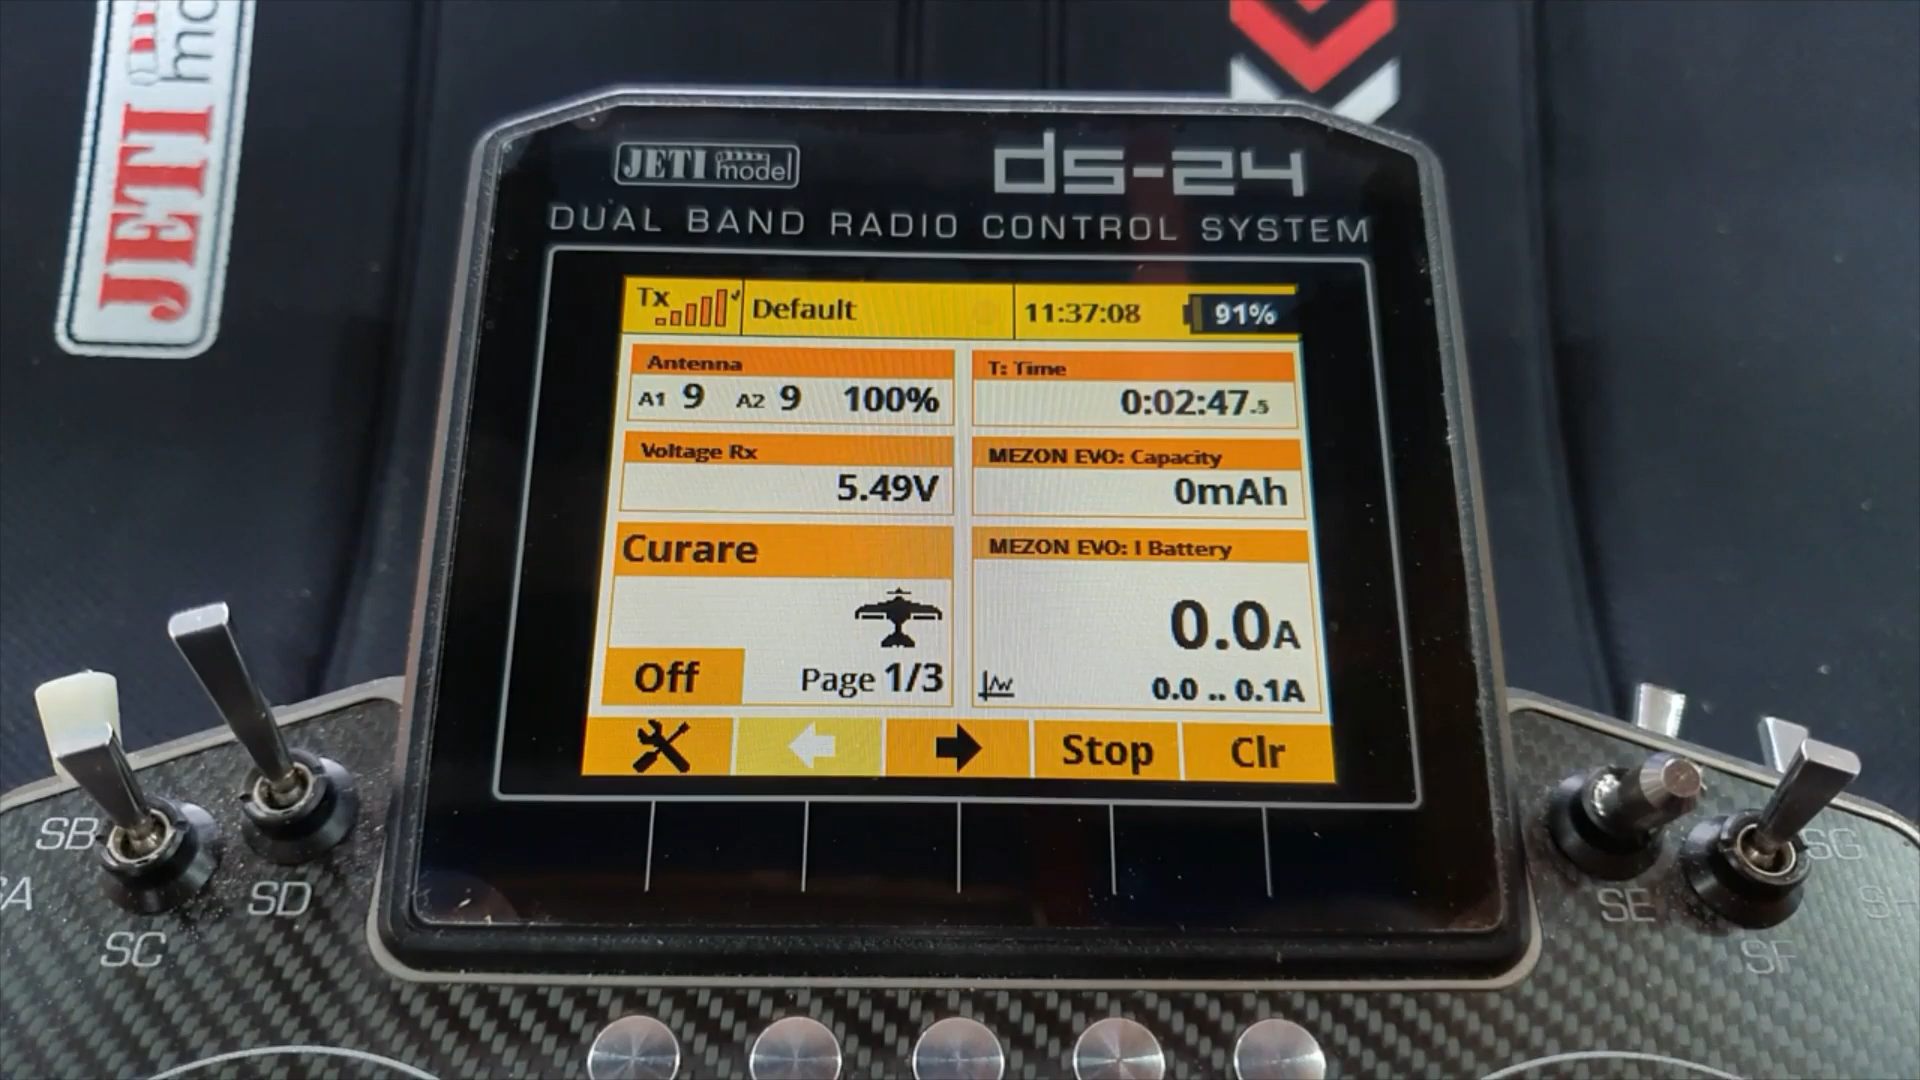 JETI mo
JETI model
ds-24
DUAL BAND RADIO CONTROL SYSTEM
Tx
Default
11:37:08
91%
Antenna
A1 9 A2 9 100%
T: Time
0:02:47.5
Voltage Rx
5.49V
MEZON EVO: Capacity
0mAh
Curare
Off
Page 1/3
MEZON EVO: I Battery
0.0A
0.0 .. 0.1A
Stop
Clr
SB
SA
SC
SD
SE
SG
SF
SH